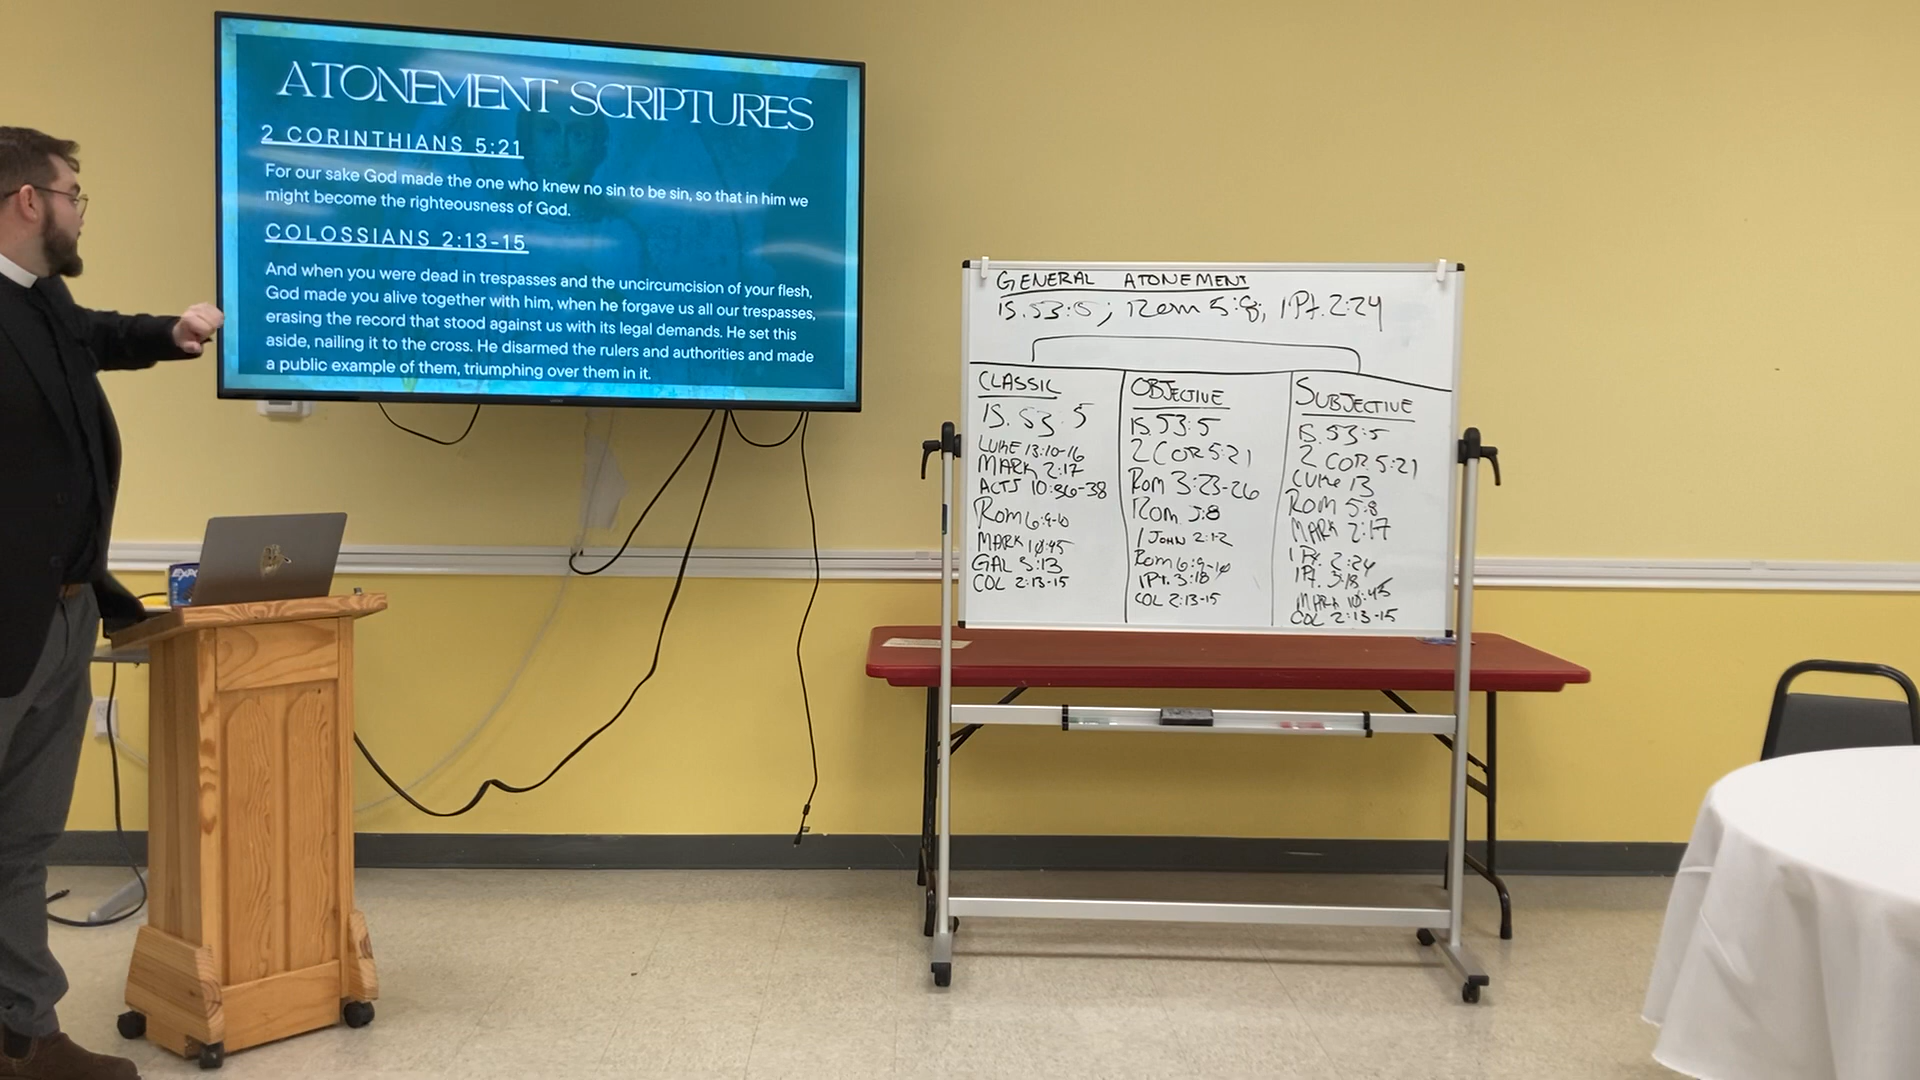 ATONEMENT SCRIPTURES
2 CORINTHIANS 5:21
For our sake God made the one who knew no sin to be sin, so that in him we
might become the righteousness of God.
COLOSSIANS 2:13-15
And when you were dead in trespasses and the uncircumcision of your flesh,
God made you alive together with him, when he forgave us all our trespasses,
erasing the record that stood against us with its legal demands. He set this
aside, nailing it to the cross. He disarmed the rulers and authorities and made
a public example of them, triumphing over them in it.
GENERAL ATONEMENT
IS. 53:5; Rom 5:8; 1Pt. 2:24
CLASSIC
IS. 53:5
LUKE 13:10-16
MARK 2:17
ACTS 10:36-38
Rom 6:9-10
MARK 10:45
GAL 3:13
COL 2:13-15
OBJECTIVE
IS. 53:5
2 COR 5:21
Rom 3:23-26
Rom 5:8
1 JOHN 2:1-2
Rom 6:9-10
1Pt. 3:18
COL 2:13-15
SUBJECTIVE
IS. 53:5
2 COR. 5:21
LUKE 13
ROM 5:8
MARK 2:17
1 Pt. 2:24
1Pt. 3:18
MARK 10:45
COL 2:13-15
EXPO